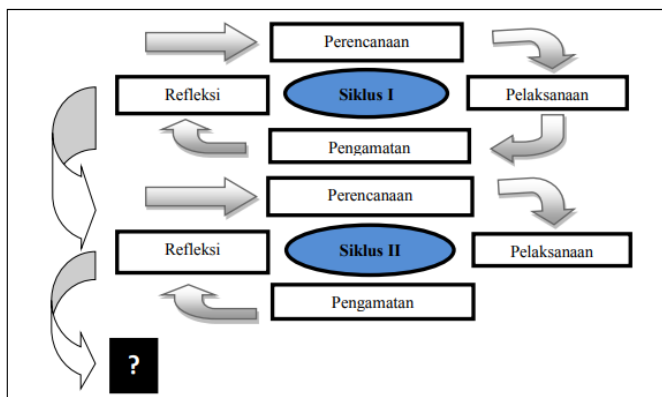 Perencanaan
Refleksi
Siklus I
Pelaksanaan
Pengamatan
Perencanaan
Refleksi
Siklus II
Pelaksanaan
Pengamatan
?